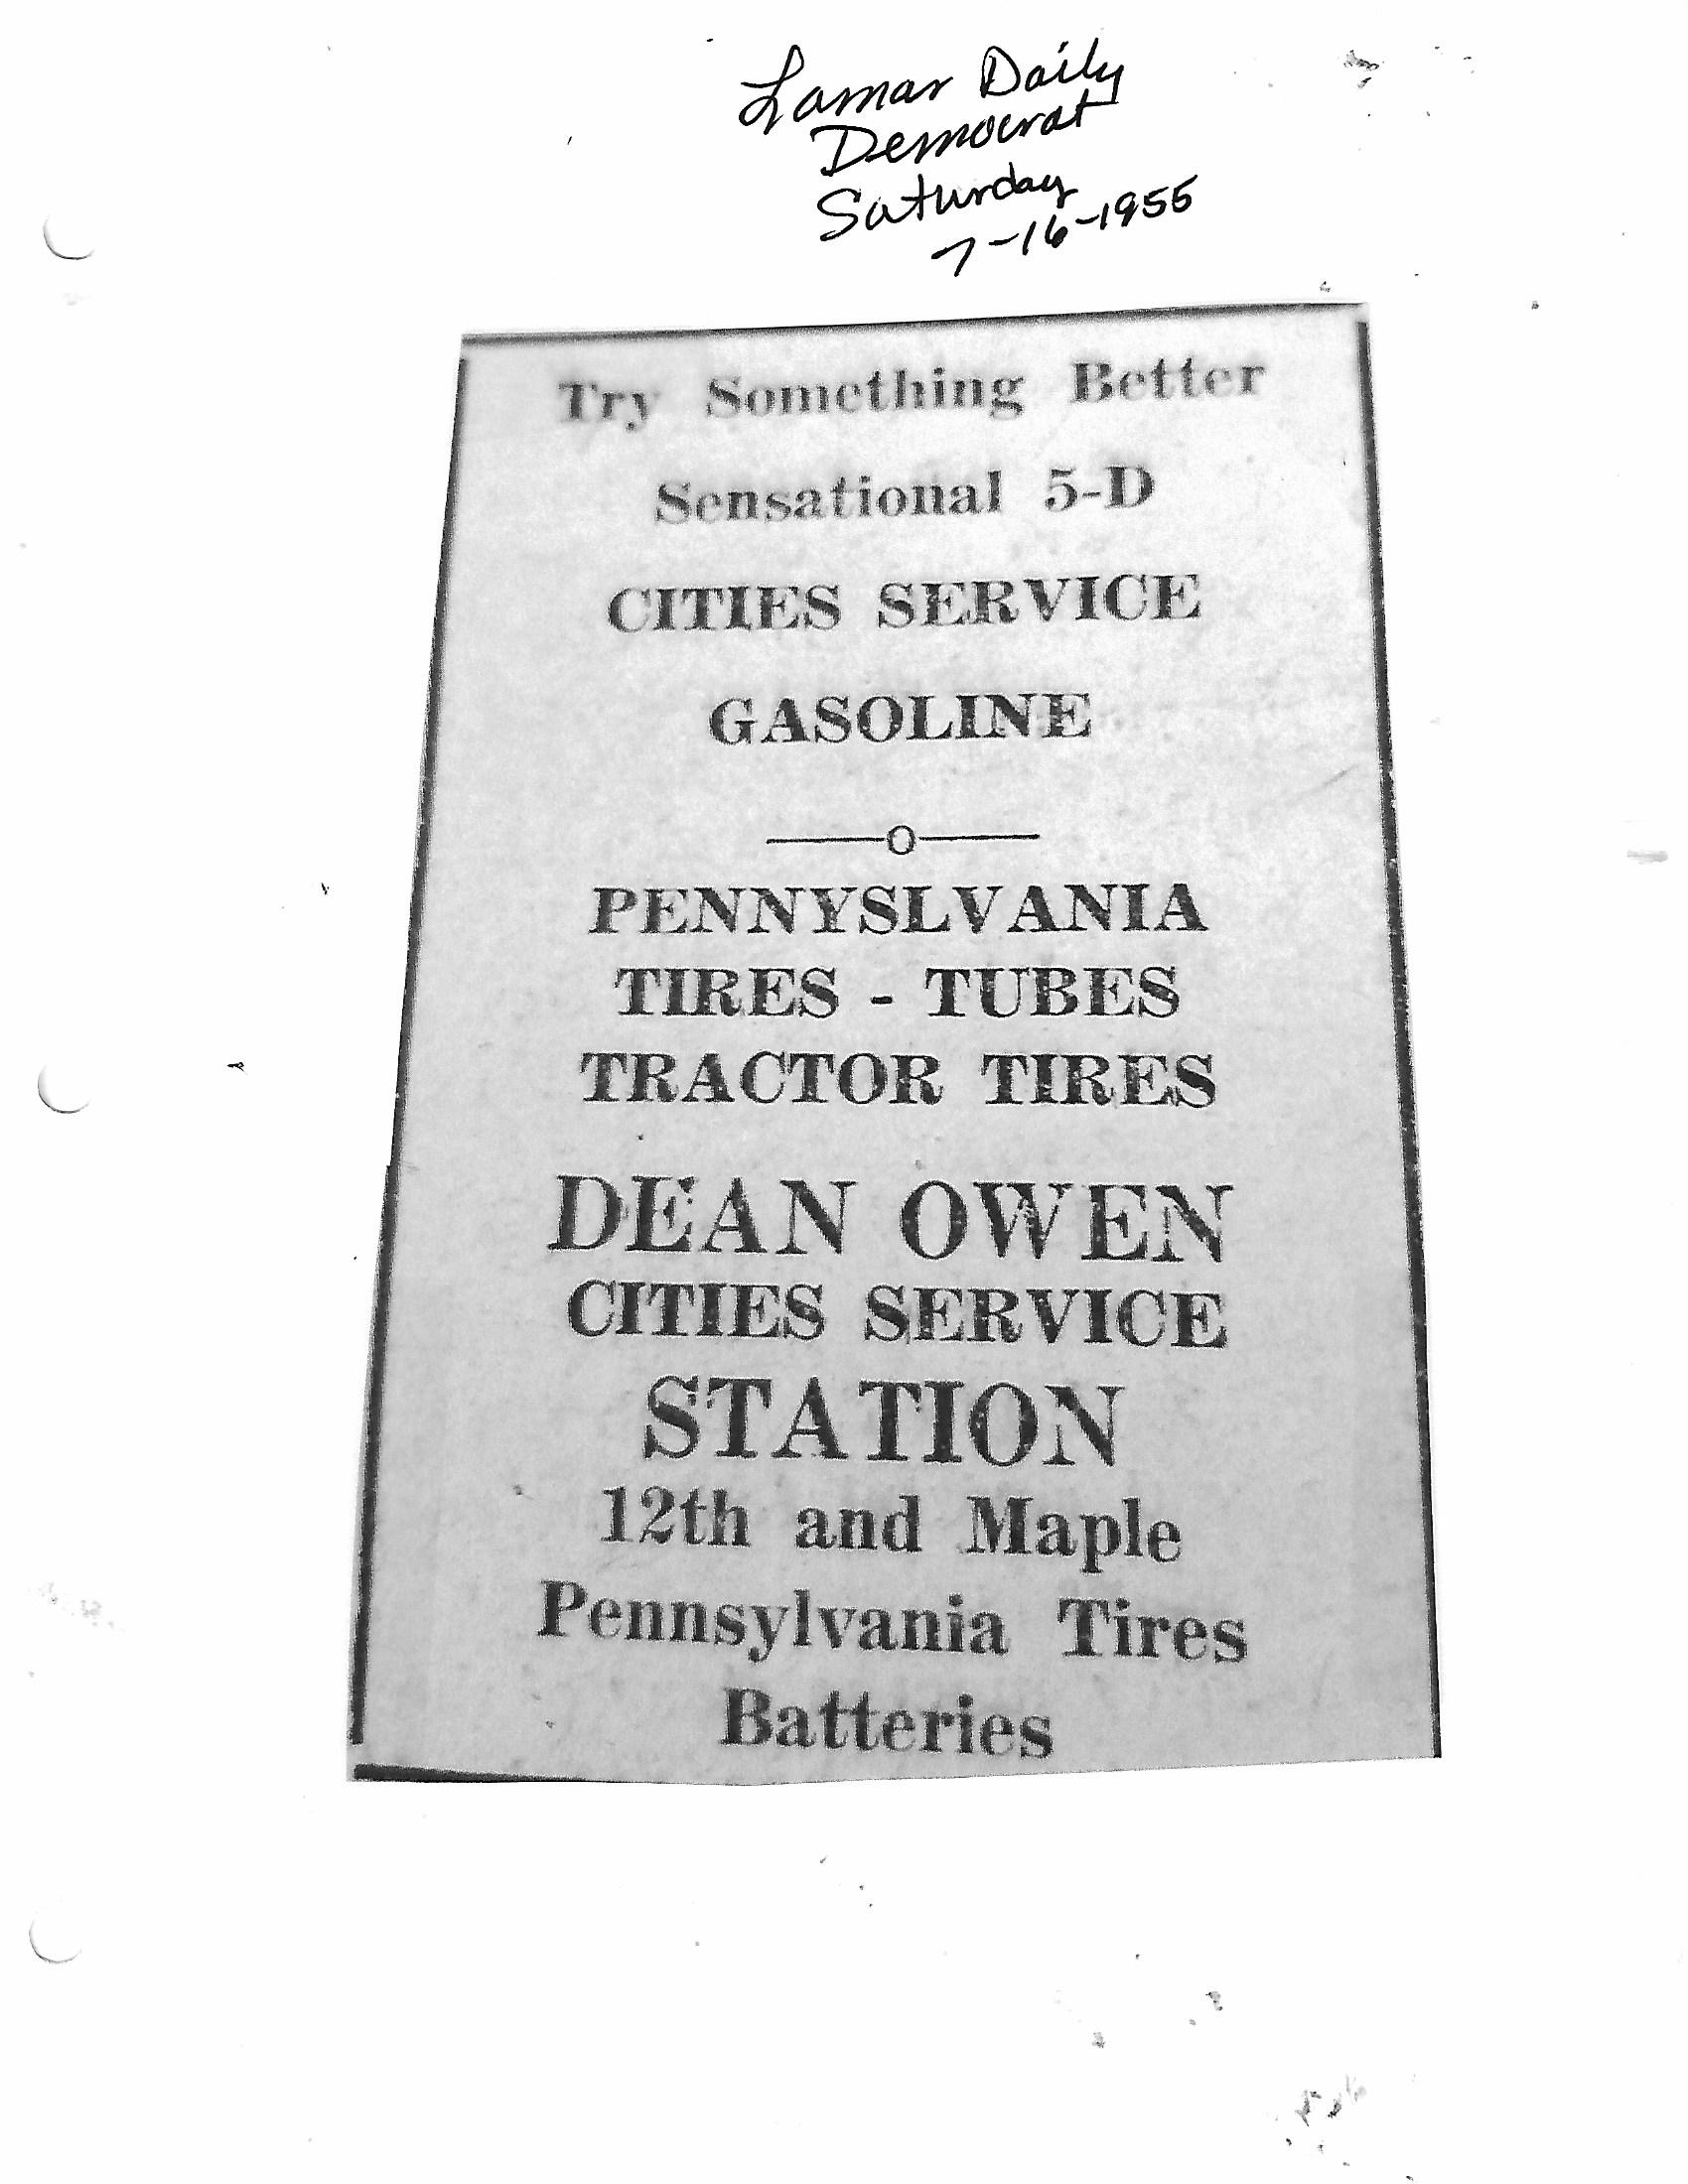 Lamar Daily
Democrat
Saturday
7-16-1955
Try Something Better
Sensational 5-D
CITIES SERVICE
GASOLINE
——o——
PENNYSLVANIA
TIRES - TUBES
TRACTOR TIRES
DEAN OWEN
CITIES SERVICE
STATION
12th and Maple
Pennsylvania Tires
Batteries